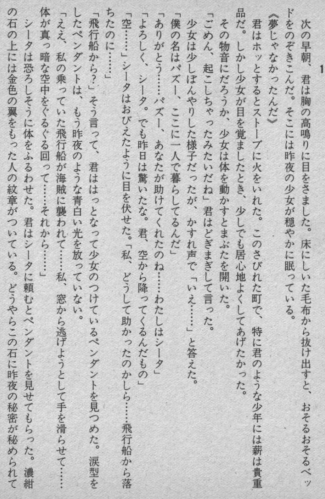 1
次の早朝、君は胸の高鳴りに目をさました。床にしいた毛布から抜け出すと、おそるおそるベッ
ドをのぞきこんだ。そこには昨夜の少女が穏やかに眠っている。
《夢じゃなかったんだ》
君はホッとするとストーブに火をいれた。このさびれた町で、特に君のような少年には薪は貴重
品だ。しかし少女が目を覚ましたとき、少しでも居心地よくしてあげたかった。
その物音にだろうか、少女は体を動かすとまぶたを開いた。
「ごめん、起こしちゃったみたいだね」君はどぎまぎして言った。
少女は少しぼんやりした様子だったが、かすれ声で「いえ……」と答えた。
「僕の名はパズー、ここに一人で暮らしてるんだ」
「ありがとう……パズー、あなたが助けてくれたのね……わたしはシータ」
「よろしく、シータ。でも昨日は驚いたな。君、空から降ってくるんだもの」
「空……」シータはおびえたように目を伏せた。「私、どうして助かったのかしら……飛行船から落
ちたのに……」
「飛行船から?」そう言って、君ははっとなって少女のつけているペンダントを見つめた。涙型を
したペンダントは、もう昨夜のような青白い光を放っていない。
「ええ、私の乗っていた飛行船が海賊に襲われて……私、窓から逃げようとして手を滑らせて……
体が真っ暗な空中をぐるぐる回って……それから……」
シータは恐ろしそうに体をふるわせた。君はシータに頼むとペンダントを見せてもらった。濃紺
の石の上には金色の翼をもった人の紋章がついている。どうやらこの石に昨夜の秘密が秘められて